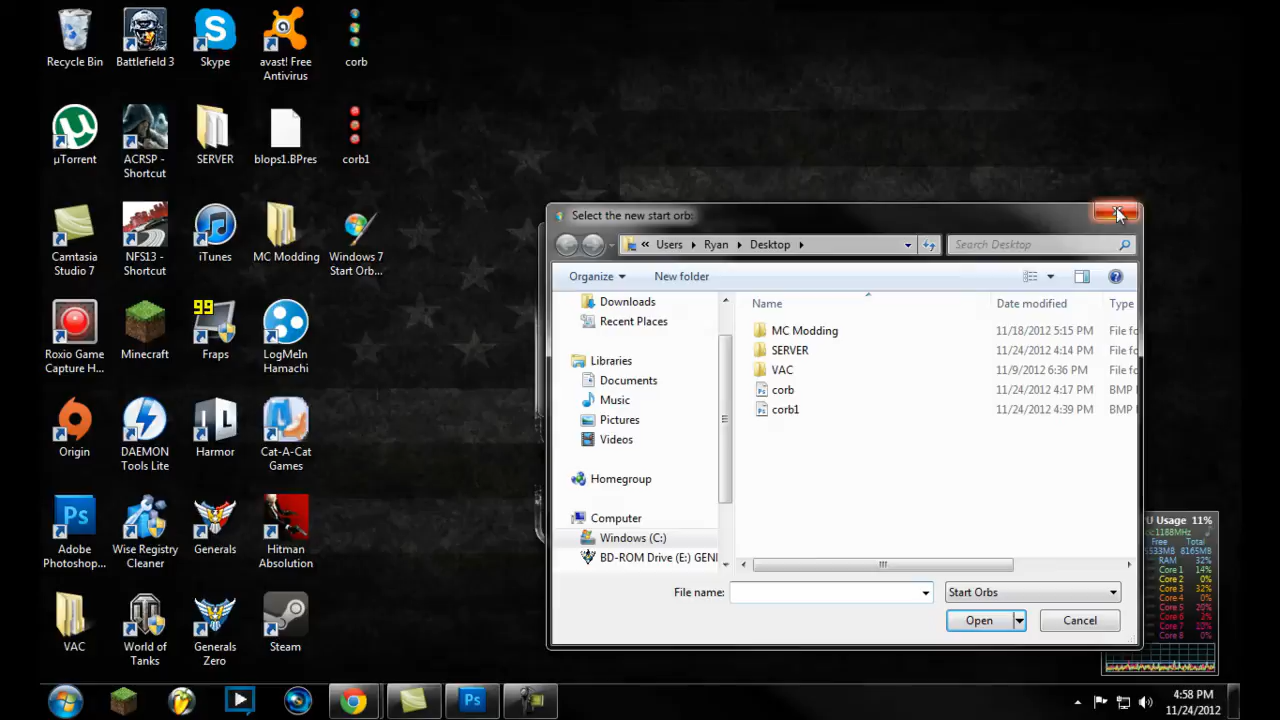 Recycle Bin
Battlefield 3
Skype
avast! Free
Antivirus
corb
µTorrent
ACRSP -
Shortcut
SERVER
blops1.BPres
corb1
Camtasia
Studio 7
NFS13 -
Shortcut
iTunes
MC Modding
Windows 7
Start Orb...
Roxio Game
Capture H...
Minecraft
99
Fraps
LogMeIn
Hamachi
Origin
DAEMON
Tools Lite
Harmor
Cat-A-Cat
Games
Ps
Adobe
Photoshop...
Wise Registry
Cleaner
Generals
Hitman
Absolution
VAC
World of
Tanks
Generals
Zero
Steam
Select the new start orb:
« Users Ryan Desktop
Search Desktop
Organize New folder
Downloads
Recent Places
Libraries
Documents
Music
Pictures
Videos
Homegroup
Computer
Windows (C:)
BD-ROM Drive (E:) GENI
Name Date modified Type
MC Modding 11/18/2012 5:15 PM File fo
SERVER 11/24/2012 4:14 PM File fo
VAC 11/9/2012 6:36 PM File fo
corb 11/24/2012 4:17 PM BMP
corb1 11/24/2012 4:39 PM BMP
File name: Start Orbs
Open Cancel
U Usage 11%
1188MHz
Free Total
8165MB
RAM 32%
Core 1 14%
Core 2 0%
Core 3 32%
Core 4 0%
Core 5 20%
Core 6
Core 7
Core 8 0%
Ps
4:58 PM
11/24/2012